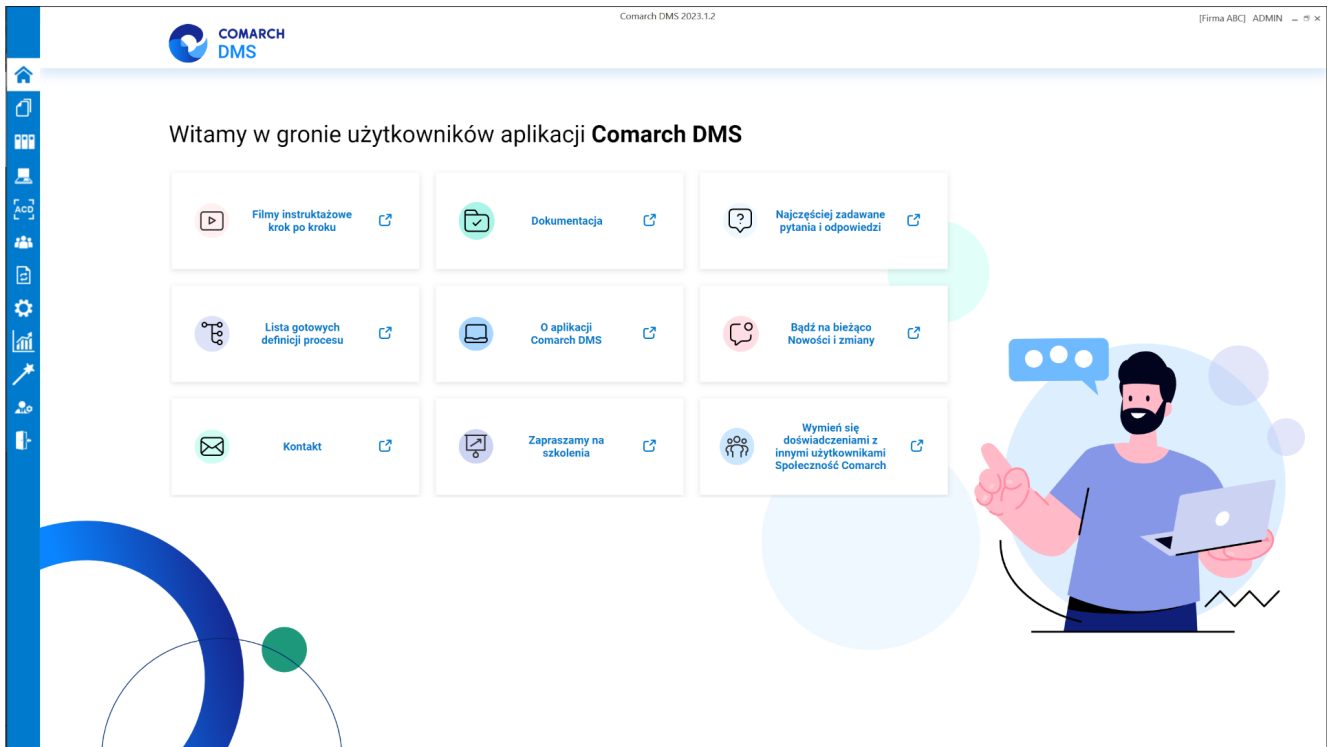 Comarch DMS 2023.1.2
[Firma ABC] ADMIN
COMARCH
DMS
ACD
Witamy w gronie użytkowników aplikacji Comarch DMS
Filmy instruktażowe
krok po kroku
Dokumentacja
Najczęściej zadawane
pytania i odpowiedzi
Lista gotowych
definicji procesu
O aplikacji
Comarch DMS
Bądź na bieżąco
Nowości i zmiany
Kontakt
Zapraszamy na
szkolenia
Wymień się
doświadczeniami z
innymi użytkownikami
Społeczność Comarch